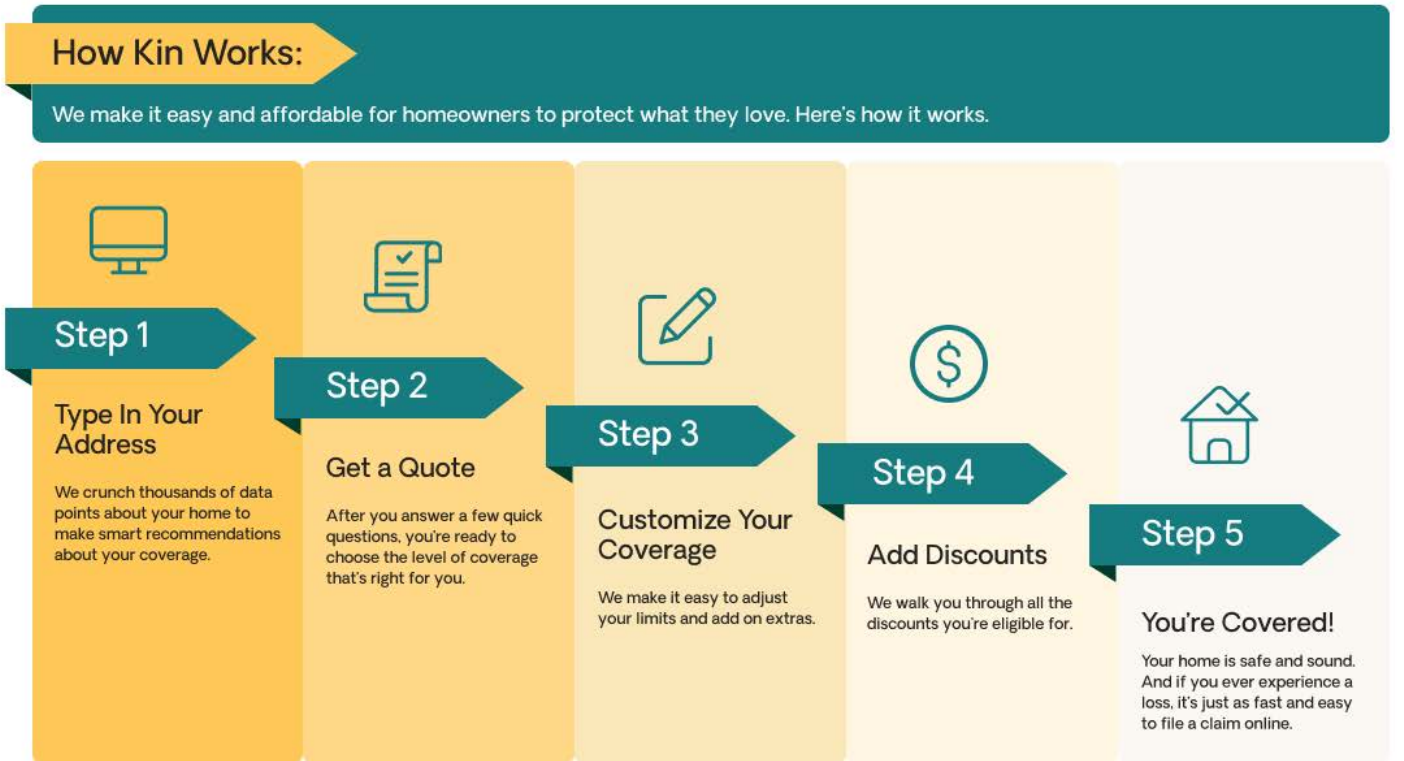 How Kin Works:
We make it easy and affordable for homeowners to protect what they love. Here's how it works.
Step 1
Type In Your
Address
We crunch thousands of data
points about your home to
make smart recommendations
about your coverage.
Step 2
Get a Quote
After you answer a few quick
questions, you're ready to
choose the level of coverage
that's right for you.
Step 3
Customize Your
Coverage
We make it easy to adjust
your limits and add on extras.
Step 4
Add Discounts
We walk you through all the
discounts you're eligible for.
Step 5
You're Covered!
Your home is safe and sound.
And if you ever experience a
loss, it's just as fast and easy
to file a claim online.